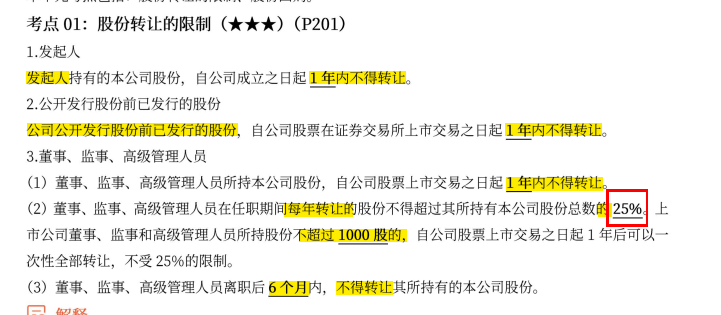 考点 01：股份转让的限制（★★★）（P201）
1.发起人
发起人持有的本公司股份，自公司成立之日起 1 年内不得转让。
2.公开发行股份前已发行的股份
公司公开发行股份前已发行的股份，自公司股票在证券交易所上市交易之日起 1 年内不得转让。
3.董事、监事、高级管理人员
（1）董事、监事、高级管理人员所持本公司股份，自公司股票上市交易之日起 1 年内不得转让。
（2）董事、监事、高级管理人员在任职期间每年转让的股份不得超过其所持有本公司股份总数的 25%。上
市公司董事、监事和高级管理人员所持股份不超过 1000 股的，自公司股票上市交易之日起 1 年后可以一
次性全部转让，不受 25%的限制。
（3）董事、监事、高级管理人员离职后 6 个月内，不得转让其所持有的本公司股份。
解释